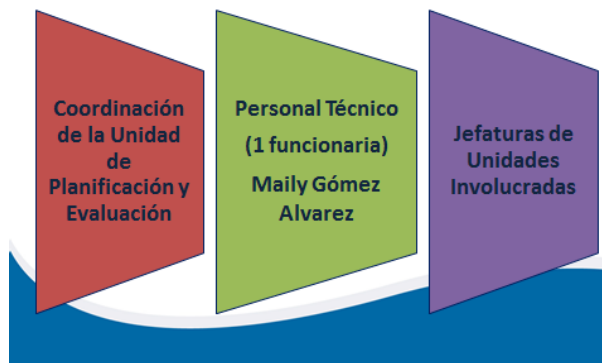 Coordinación
de la Unidad
de
Planificación y
Evaluación
Personal Técnico
(1 funcionaria)
Maily Gómez
Alvarez
Jefaturas de
Unidades
Involucradas